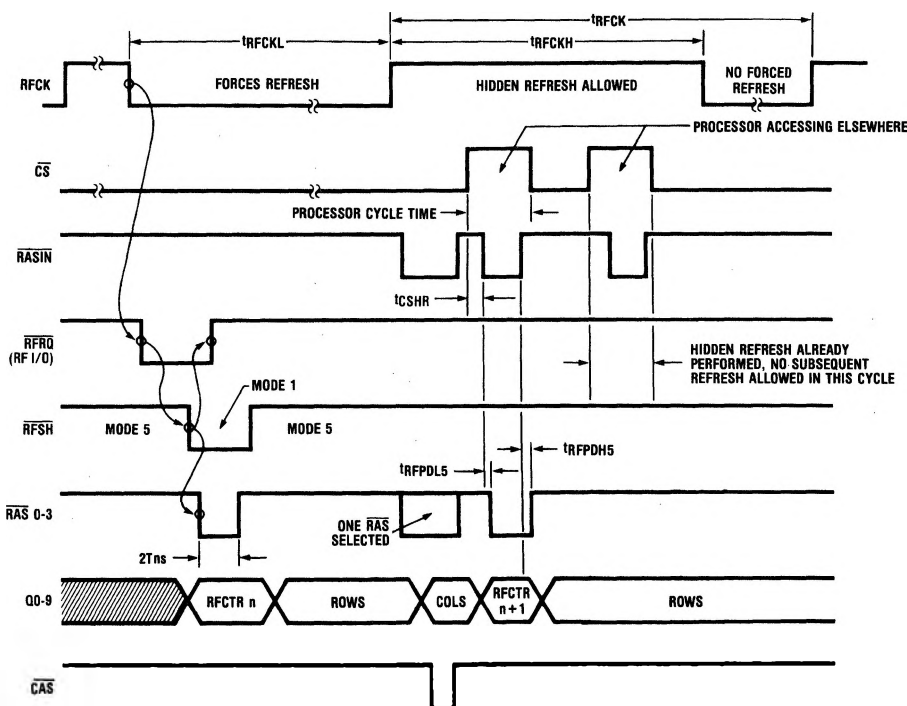 tRFCK
tRFCKL
tRFCKH
RFCK
FORCES REFRESH
HIDDEN REFRESH ALLOWED
NO FORCED
REFRESH
PROCESSOR ACCESSING ELSEWHERE
CS
PROCESSOR CYCLE TIME
RASIN
tCSHR
RFRQ
(RF I/O)
HIDDEN REFRESH ALREADY
PERFORMED, NO SUBSEQUENT
REFRESH ALLOWED IN THIS CYCLE
MODE 1
RFSH
MODE 5
MODE 5
tRFPDH5
tRFPDL5
RAS 0-3
ONE RAS
SELECTED
2Tns
Q0-9
RFCTR n
ROWS
COLS
RFCTR
n+1
ROWS
CAS